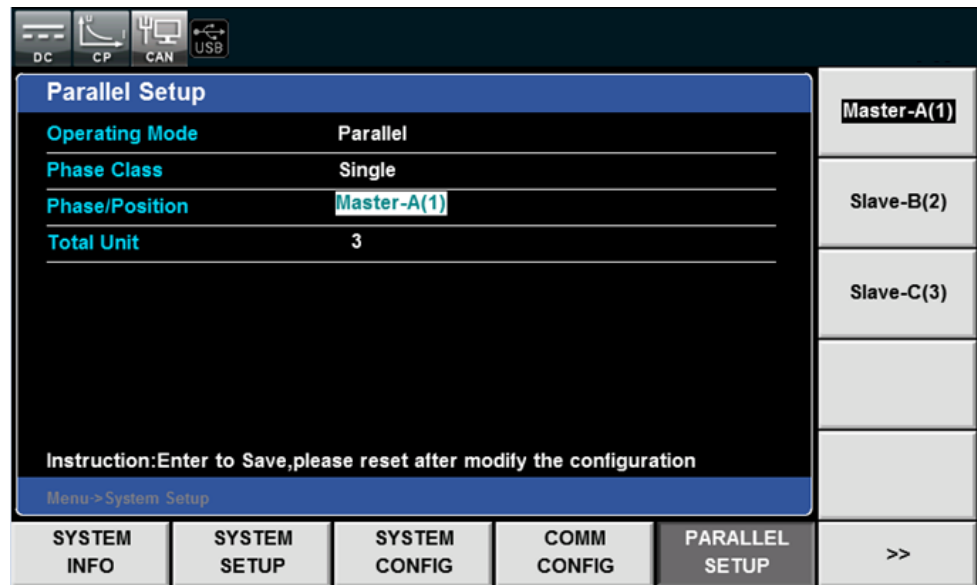 DC
U
I
CP
CAN
USB
Parallel Setup
Operating Mode Parallel
Phase Class Single
Phase/Position Master-A(1)
Total Unit 3
Instruction:Enter to Save,please reset after modify the configuration
Menu->System Setup
Master-A(1)
Slave-B(2)
Slave-C(3)
SYSTEM INFO
SYSTEM SETUP
SYSTEM CONFIG
COMM CONFIG
PARALLEL SETUP
>>